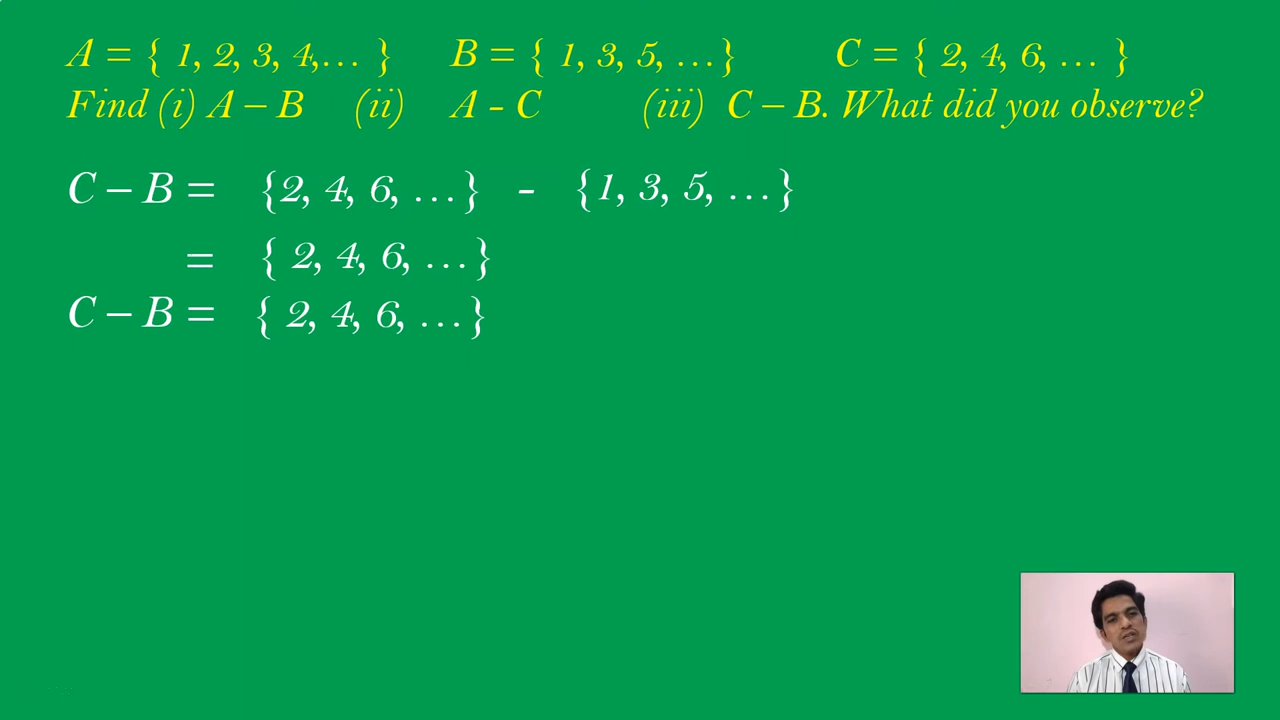 A = { 1, 2, 3, 4,… } B = { 1, 3, 5, …} C = { 2, 4, 6, … }
Find (i) A – B (ii) A - C (iii) C – B. What did you observe?
C – B = {2, 4, 6, …} - {1, 3, 5, …}
= { 2, 4, 6, …}
C – B = { 2, 4, 6, …}